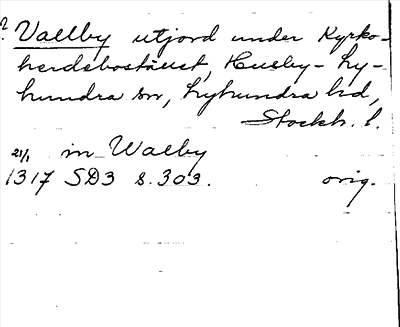 ? Vallby utjord under Kyrko-
herdebostället, Husby-Ly-
hundra sn, Lyhundra hd,
Stockh. l.
21/1 in Walby
1317 SD3 s. 303. orig.